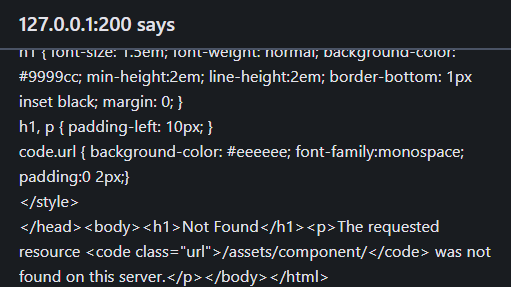 127.0.0.1:200 says
h1 { font-size: 1.5em; font-weight: normal; background-color:
#9999cc; min-height:2em; line-height:2em; border-bottom: 1px
inset black; margin: 0; }
h1, p { padding-left: 10px; }
code.url { background-color: #eeeeee; font-family:monospace;
padding:0 2px;}
</style>
</head><body><h1>Not Found</h1><p>The requested
resource <code class="url">/assets/component/</code> was not
found on this server.</p></body></html>